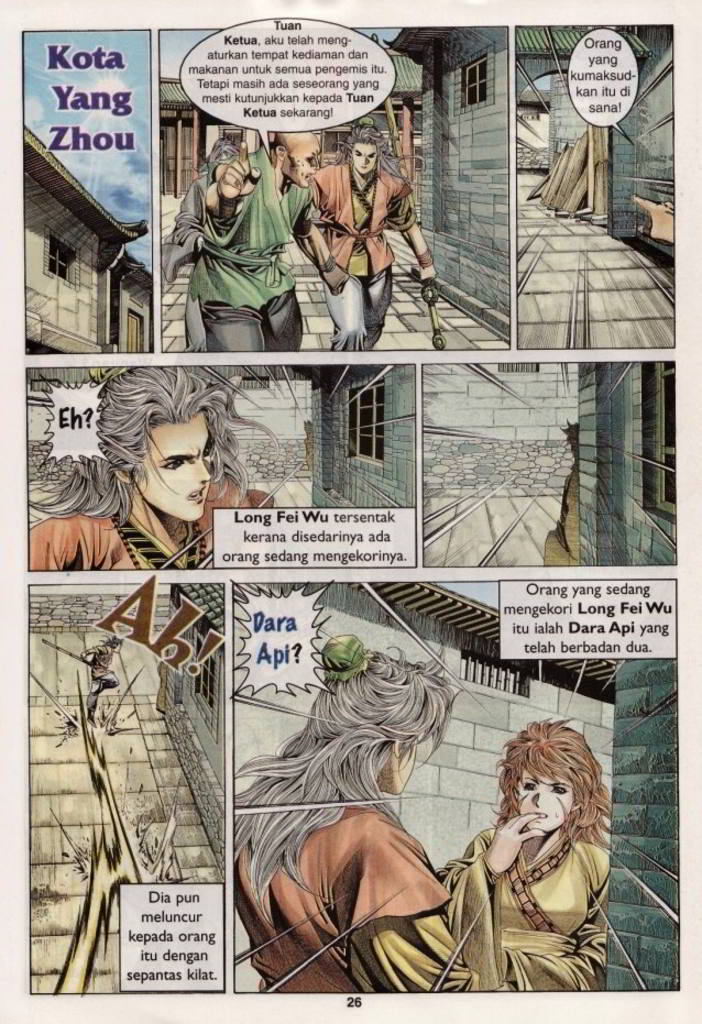 Kota
Yang
Zhou
Tuan
Ketua, aku telah meng-
aturkan tempat kediaman dan
makanan untuk semua pengemis itu.
Tetapi masih ada seseorang yang
mesti kutunjukkan kepada Tuan
Ketua sekarang!
Orang
yang
kumaksud-
kan itu di
sana!
Eh?
Long Fei Wu tersentak
kerana disedarinya ada
orang sedang mengekorinya.
Ah!
Dia pun
meluncur
kepada orang
itu dengan
sepantas kilat.
Dara
Api?
Orang yang sedang
mengekori Long Fei Wu
itu ialah Dara Api yang
telah berbadan dua.
26